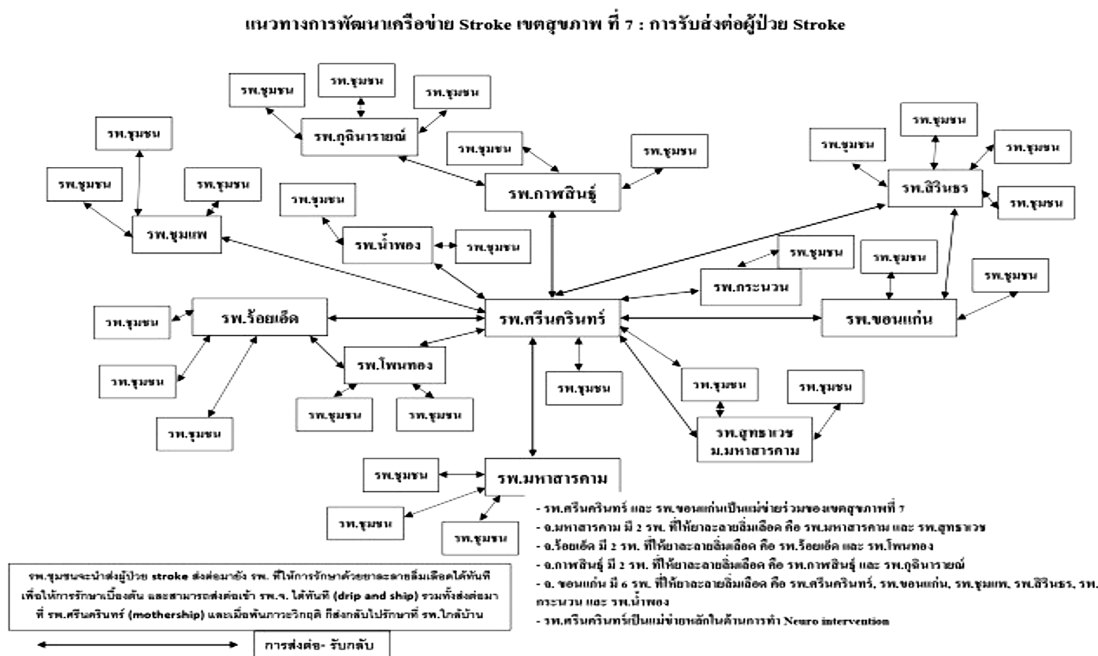 แนวทางการพัฒนาเครือข่าย Stroke เขตสุขภาพ ที่ 7 : การรับส่งต่อผู้ป่วย Stroke
รพ.ชุมชน
รพ.ชุมชน
รพ.ชุมชน
รพ.กุฉินารายณ์
รพ.ชุมชน
รพ.ชุมชน
รพ.กาฬสินธุ์
รพ.ชุมชน
รพ.ชุมชน
รพ.ชุมชน
รพ.ชุมชน
รพ.สิรินธร
รพ.ชุมชน
รพ.ชุมชน
รพ.ชุมชน
รพ.ชุมชน
รพ.ชุมแพ
รพ.ชุมชน
รพ.น้ำพอง
รพ.ชุมชน
รพ.ชุมชน
รพ.กระนวน
รพ.ชุมชน
รพ.ชุมชน
รพ.ขอนแก่น
รพ.ศรีนครินทร์
รพ.ชุมชน
รพ.ร้อยเอ็ด
รพ.ชุมชน
รพ.ชุมชน
รพ.โพนทอง
รพ.ชุมชน
รพ.ชุมชน
รพ.ชุมชน
รพ.ชุมชน
รพ.ชุมชน
รพ.สุทธาเวช
ม.มหาสารคาม
รพ.ชุมชน
รพ.มหาสารคาม
รพ.ชุมชน
รพ.ชุมชน
- รพ.ศรีนครินทร์ และ รพ.ขอนแก่นเป็นแม่ข่ายร่วมของเขตสุขภาพที่ 7
- จ.มหาสารคาม มี 2 รพ. ที่ให้ยาละลายลิ่มเลือด คือ รพ.มหาสารคาม และ รพ.สุทธาเวช
- จ.ร้อยเอ็ด มี 2 รพ. ที่ให้ยาละลายลิ่มเลือด คือ รพ.ร้อยเอ็ด และ รพ.โพนทอง
- จ.กาฬสินธุ์ มี 2 รพ. ที่ให้ยาละลายลิ่มเลือด คือ รพ.กาฬสินธุ์ และ รพ.กุฉินารายณ์
- จ. ขอนแก่น มี 6 รพ. ที่ให้ยาละลายลิ่มเลือด คือ รพ.ศรีนครินทร์, รพ.ขอนแก่น, รพ.ชุมแพ, รพ.สิรินธร, รพ.
กระนวน และ รพ.น้ำพอง
- รพ.ศรีนครินทร์เป็นแม่ข่ายหลักในด้านการทำ Neuro intervention
รพ.ชุมชนจะนำส่งผู้ป่วย stroke ส่งต่อมายัง รพ. ที่ให้การรักษาด้วยยาละลายลิ่มเลือดได้ทันที
เพื่อให้การรักษาเบื้องต้น และสามารถส่งต่อเข้า รพ.จ. ได้ทันที (drip and ship) รวมทั้งส่งต่อมา
ที่ รพ.ศรีนครินทร์ (mothership) และเมื่อพ้นภาวะวิกฤติ ก็ส่งกลับไปรักษาที่ รพ.ใกล้บ้าน
การส่งต่อ- รับกลับ